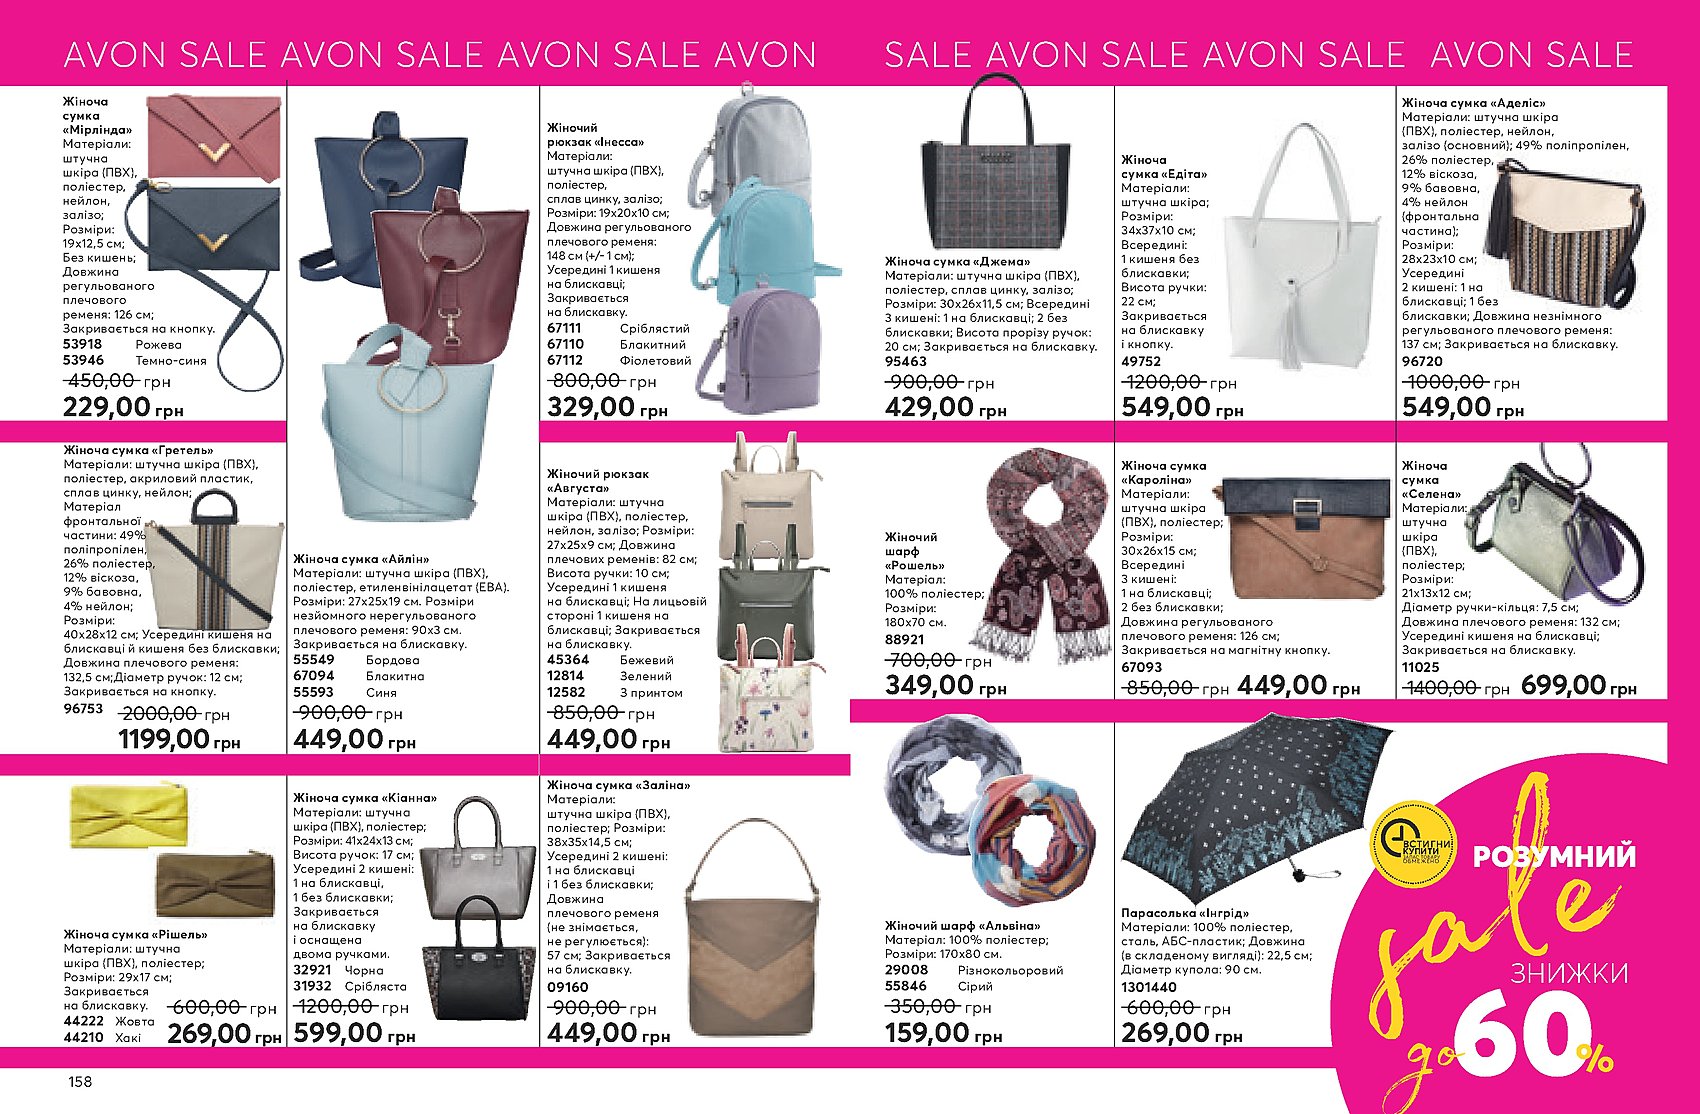 AVON SALE AVON SALE AVON SALE AVON
SALE AVON SALE AVON SALE AVON SALE
Жіноча
сумка
«Мірлінда»
Матеріали:
штучна
шкіра (ПВХ),
поліестер,
нейлон,
залізо;
Розміри:
19х12,5 см;
Без кишень;
Довжина
регульованого
плечового
ременя: 126 см;
Закривається на кнопку.
53918 Рожева
53946 Темно-синя
450,00 грн
229,00 грн
Жіноча сумка «Айлін»
Матеріали: штучна шкіра (ПВХ),
поліестер, етиленвінілацетат (ЕВА).
Розміри: 27х25х19 см. Розміри
незйомного нерегульованого
плечового ременя: 90х3 см.
Закривається на блискавку.
55549 Бордова
67094 Блакитна
55593 Синя
900,00 грн
449,00 грн
Жіночий
рюкзак «Інесса»
Матеріали:
штучна шкіра (ПВХ),
поліестер,
сплав цинку, залізо;
Розміри: 19х20х10 см;
Довжина регульованого
плечового ременя:
148 см (+/- 1 см);
Усередині 1 кишеня
на блискавці;
Закривається
на блискавку.
67111 Сріблястий
67110 Блакитний
67112 Фіолетовий
800,00 грн
329,00 грн
Жіноча сумка «Джема»
Матеріали: штучна шкіра (ПВХ),
поліестер, сплав цинку, залізо;
Розміри: 30х26х11,5 см; Всередині
3 кишені: 1 на блискавці; 2 без
блискавки; Висота прорізу ручок:
20 см; Закривається на блискавку.
95463
900,00 грн
429,00 грн
Жіноча
сумка «Едіта»
Матеріали:
штучна шкіра;
Розміри:
34х37х10 см;
Всередині:
1 кишеня без
блискавки;
Висота ручки:
22 см;
Закривається
на блискавку
і кнопку.
49752
1200,00 грн
549,00 грн
Жіноча сумка «Аделіс»
Матеріали: штучна шкіра
(ПВХ), поліестер, нейлон,
залізо (основний); 49% поліпропілен,
26% поліестер,
12% віскоза,
9% бавовна,
4% нейлон
(фронтальна
частина);
Розміри:
28х23х10 см;
Усередині
2 кишені: 1 на
блискавці; 1 без
блискавки; Довжина незнімного
регульованого плечового ременя:
137 см; Закривається на блискавку.
96720
1000,00 грн
549,00 грн
Жіноча сумка «Гретель»
Матеріали: штучна шкіра (ПВХ),
поліестер, акриловий пластик,
сплав цинку, нейлон;
Матеріал
фронтальної
частини: 49%
поліпропілен,
26% поліестер,
12% віскоза,
9% бавовна,
4% нейлон;
Розміри:
40х28х12 см; Усередині кишеня на
блискавці й кишеня без блискавки;
Довжина плечового ременя:
132,5 см;Діаметр ручок: 12 см;
Закривається на кнопку.
96753 2000,00 грн
1199,00 грн
Жіночий рюкзак
«Августа»
Матеріали: штучна
шкіра (ПВХ), поліестер,
нейлон, залізо; Розміри:
27х25х9 см; Довжина
плечових ременів: 82 см;
Висота ручки: 10 см;
Усередині 1 кишеня
на блискавці; На лицьовій
стороні 1 кишеня на
блискавці; Закривається
на блискавку.
45364 Бежевий
12814 Зелений
12582 З принтом
850,00 грн
449,00 грн
Жіночий
шарф
«Рошель»
Матеріал:
100% поліестер;
Розміри:
180х70 см.
88921
700,00 грн
349,00 грн
Жіноча сумка
«Кароліна»
Матеріали:
штучна шкіра
(ПВХ), поліестер;
Розміри:
30х26х15 см;
Всередині
3 кишені:
1 на блискавці;
2 без блискавки;
Довжина регульованого
плечового ременя: 126 см;
Закривається на магнітну кнопку.
67093
850,00 грн 449,00 грн
Жіноча
сумка
«Селена»
Матеріали:
штучна
шкіра
(ПВХ),
поліестер;
Розміри:
21х13х12 см;
Діаметр ручки-кільця: 7,5 см;
Довжина плечового ременя: 132 см;
Усередині кишеня на блискавці;
Закривається на блискавку.
11025
1400,00 грн 699,00 грн
Жіноча сумка «Рішель»
Матеріали: штучна
шкіра (ПВХ), поліестер;
Розміри: 29х17 см;
Закривається
на блискавку.
44222 Жовта
44210 Хакі
600,00 грн
269,00 грн
Жіноча сумка «Кіанна»
Матеріали: штучна
шкіра (ПВХ), поліестер;
Розміри: 41х24х13 см;
Висота ручок: 17 см;
Усередині 2 кишені:
1 на блискавці,
1 без блискавки;
Закривається
на блискавку
і оснащена
двома ручками.
32921 Чорна
31932 Срібляста
1200,00 грн
599,00 грн
Жіноча сумка «Заліна»
Матеріали:
штучна шкіра (ПВХ),
поліестер; Розміри:
38х35х14,5 см;
Усередині 2 кишені:
1 на блискавці
і 1 без блискавки;
Довжина
плечового ременя
(не знімається,
не регулюється):
57 см; Закривається
на блискавку.
09160
900,00 грн
449,00 грн
Жіночий шарф «Альвіна»
Матеріал: 100% поліестер;
Розміри: 170х80 см.
29008 Різнокольоровий
55846 Сірий
350,00 грн
159,00 грн
Парасолька «Інгрід»
Матеріали: 100% поліестер,
сталь, АБС-пластик; Довжина
(в складеному вигляді): 22,5 см;
Діаметр купола: 90 см.
1301440
600,00 грн
269,00 грн
ВСТИГНИ
КУПИТИ
ЗАПАС ТОВАРУ
ОБМЕЖЕНО
РОЗУМНИЙ
sale
ЗНИЖКИ
до 60%
158